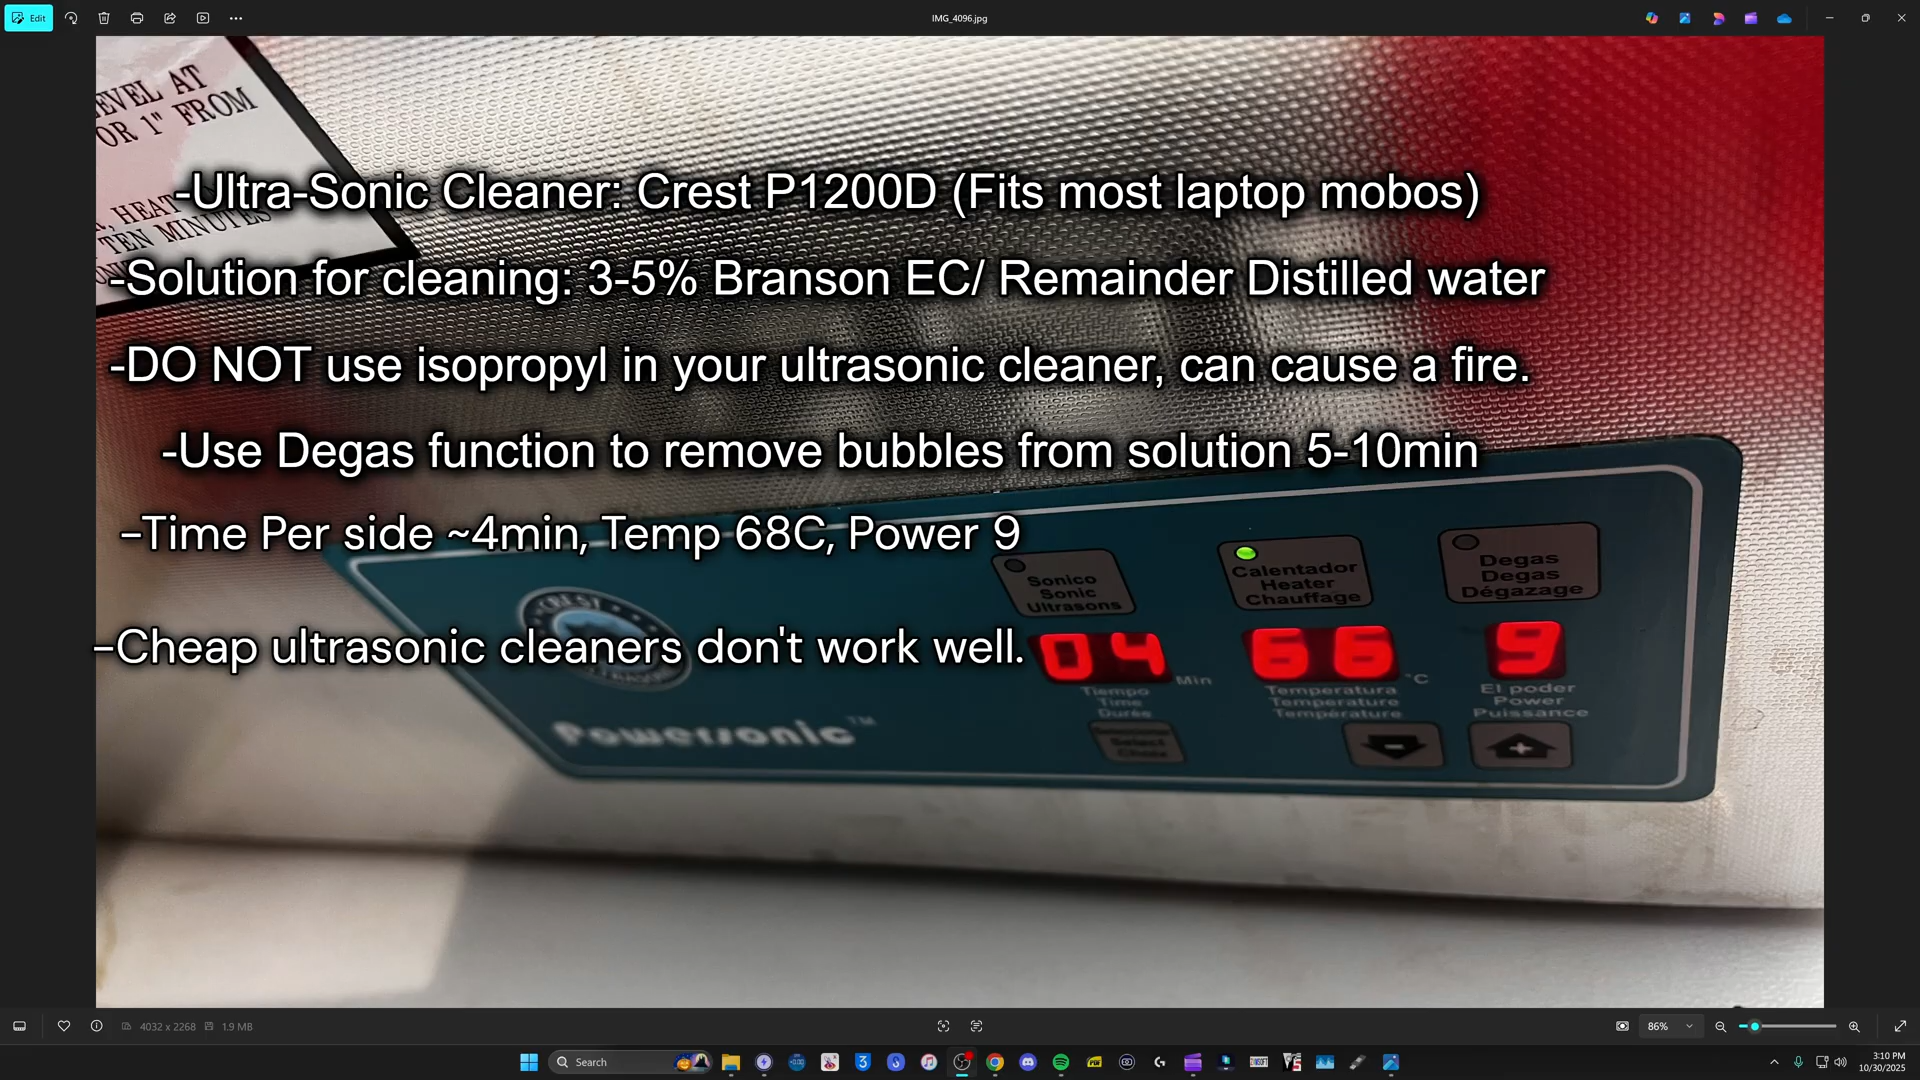 Edit
IMG_4096.jpg
EVEL AT
OR 1" FROM
HEAT
TEN MINUTES
-Ultra-Sonic Cleaner: Crest P1200D (Fits most laptop mobos)
-Solution for cleaning: 3-5% Branson EC/ Remainder Distilled water
-DO NOT use isopropyl in your ultrasonic cleaner, can cause a fire.
-Use Degas function to remove bubbles from solution 5-10min
-Time Per side ~4min, Temp 68C, Power 9
-Cheap ultrasonic cleaners don't work well.
Sonico
Sonic
Ultrasons
Calentador
Heater
Chauffage
Degas
Degas
Dégazage
CREST
04 Min
66 °C
9
Tiempo
Time
Durée
Temperatura
Temperature
Température
El poder
Power
Puissance
Powersonic™
Select
- +
4032 x 2268 1.9 MB
86%
Search
3:10 PM
10/30/2025